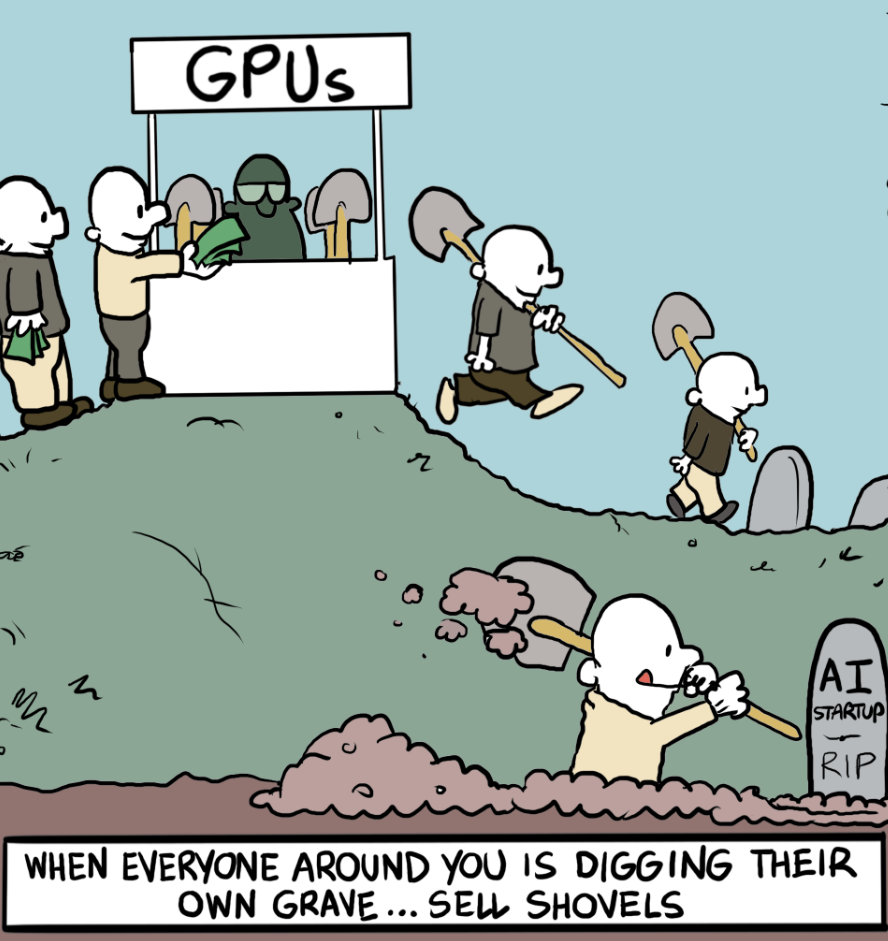 GPUs
AI
STARTUP
RIP
WHEN EVERYONE AROUND YOU IS DIGGING THEIR
OWN GRAVE... SELL SHOVELS